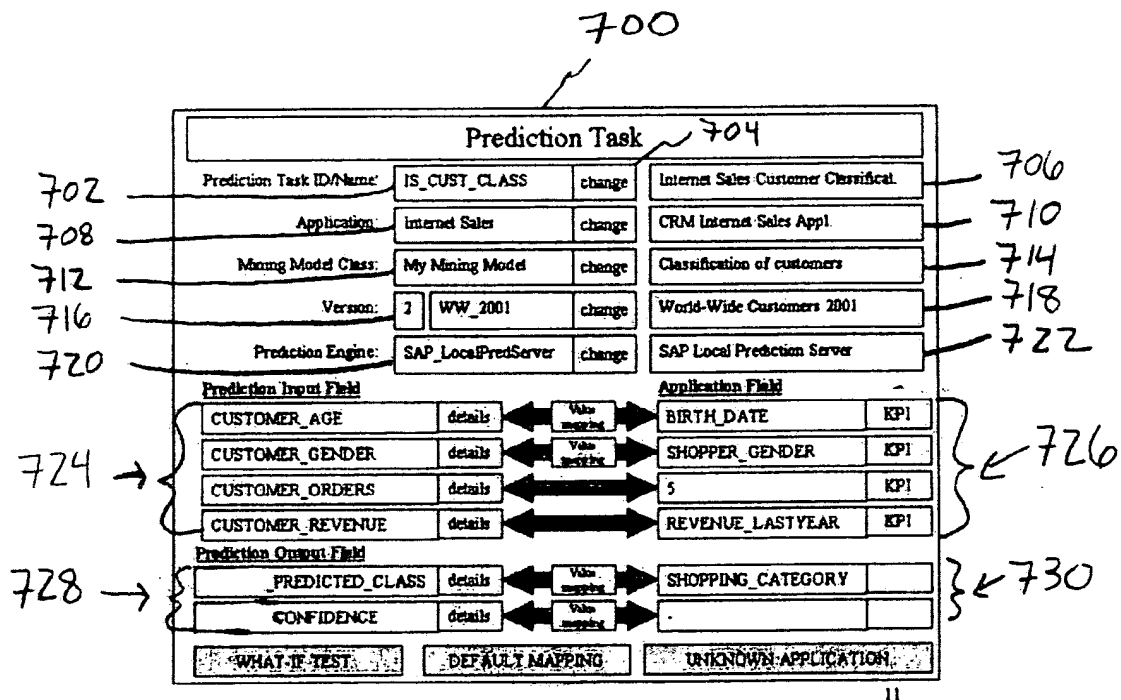 700
Prediction Task
704
702
Prediction Task ID/Name: IS_CUST_CLASS change Internet Sales Customer Classificat.
706
708
Application: Internet Sales change CRM Internet Sales Appl.
710
712
Mining Model Class: My Mining Model change Classification of customers
714
716
Version: 2 WW_2001 change World-Wide Customers 2001
718
720
Prediction Engine: SAP_LocalPredServer change SAP Local Prediction Server
722
Prediction Input Field Application Field
CUSTOMER_AGE details Value mapping BIRTH_DATE KPI
CUSTOMER_GENDER details Value mapping SHOPPER_GENDER KPI
724
726
CUSTOMER_ORDERS details 5 KPI
CUSTOMER_REVENUE details REVENUE_LASTYEAR KPI
Prediction Output Field
728
_PREDICTED_CLASS details Value mapping SHOPPING_CATEGORY
730
CONFIDENCE details Value mapping -
WHAT-IF TEST DEFAULT MAPPING UNKNOWN APPLICATION
11